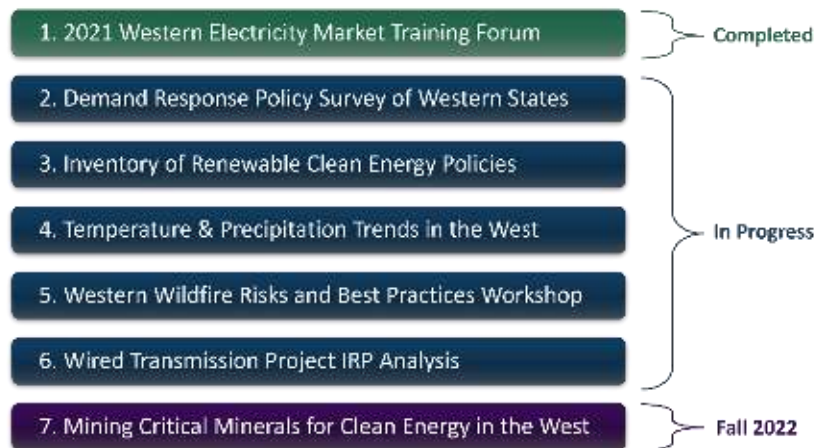 1. 2021 Western Electricity Market Training Forum
Completed
2. Demand Response Policy Survey of Western States
3. Inventory of Renewable Clean Energy Policies
4. Temperature & Precipitation Trends in the West
In Progress
5. Western Wildfire Risks and Best Practices Workshop
6. Wired Transmission Project IRP Analysis
7. Mining Critical Minerals for Clean Energy in the West
Fall 2022